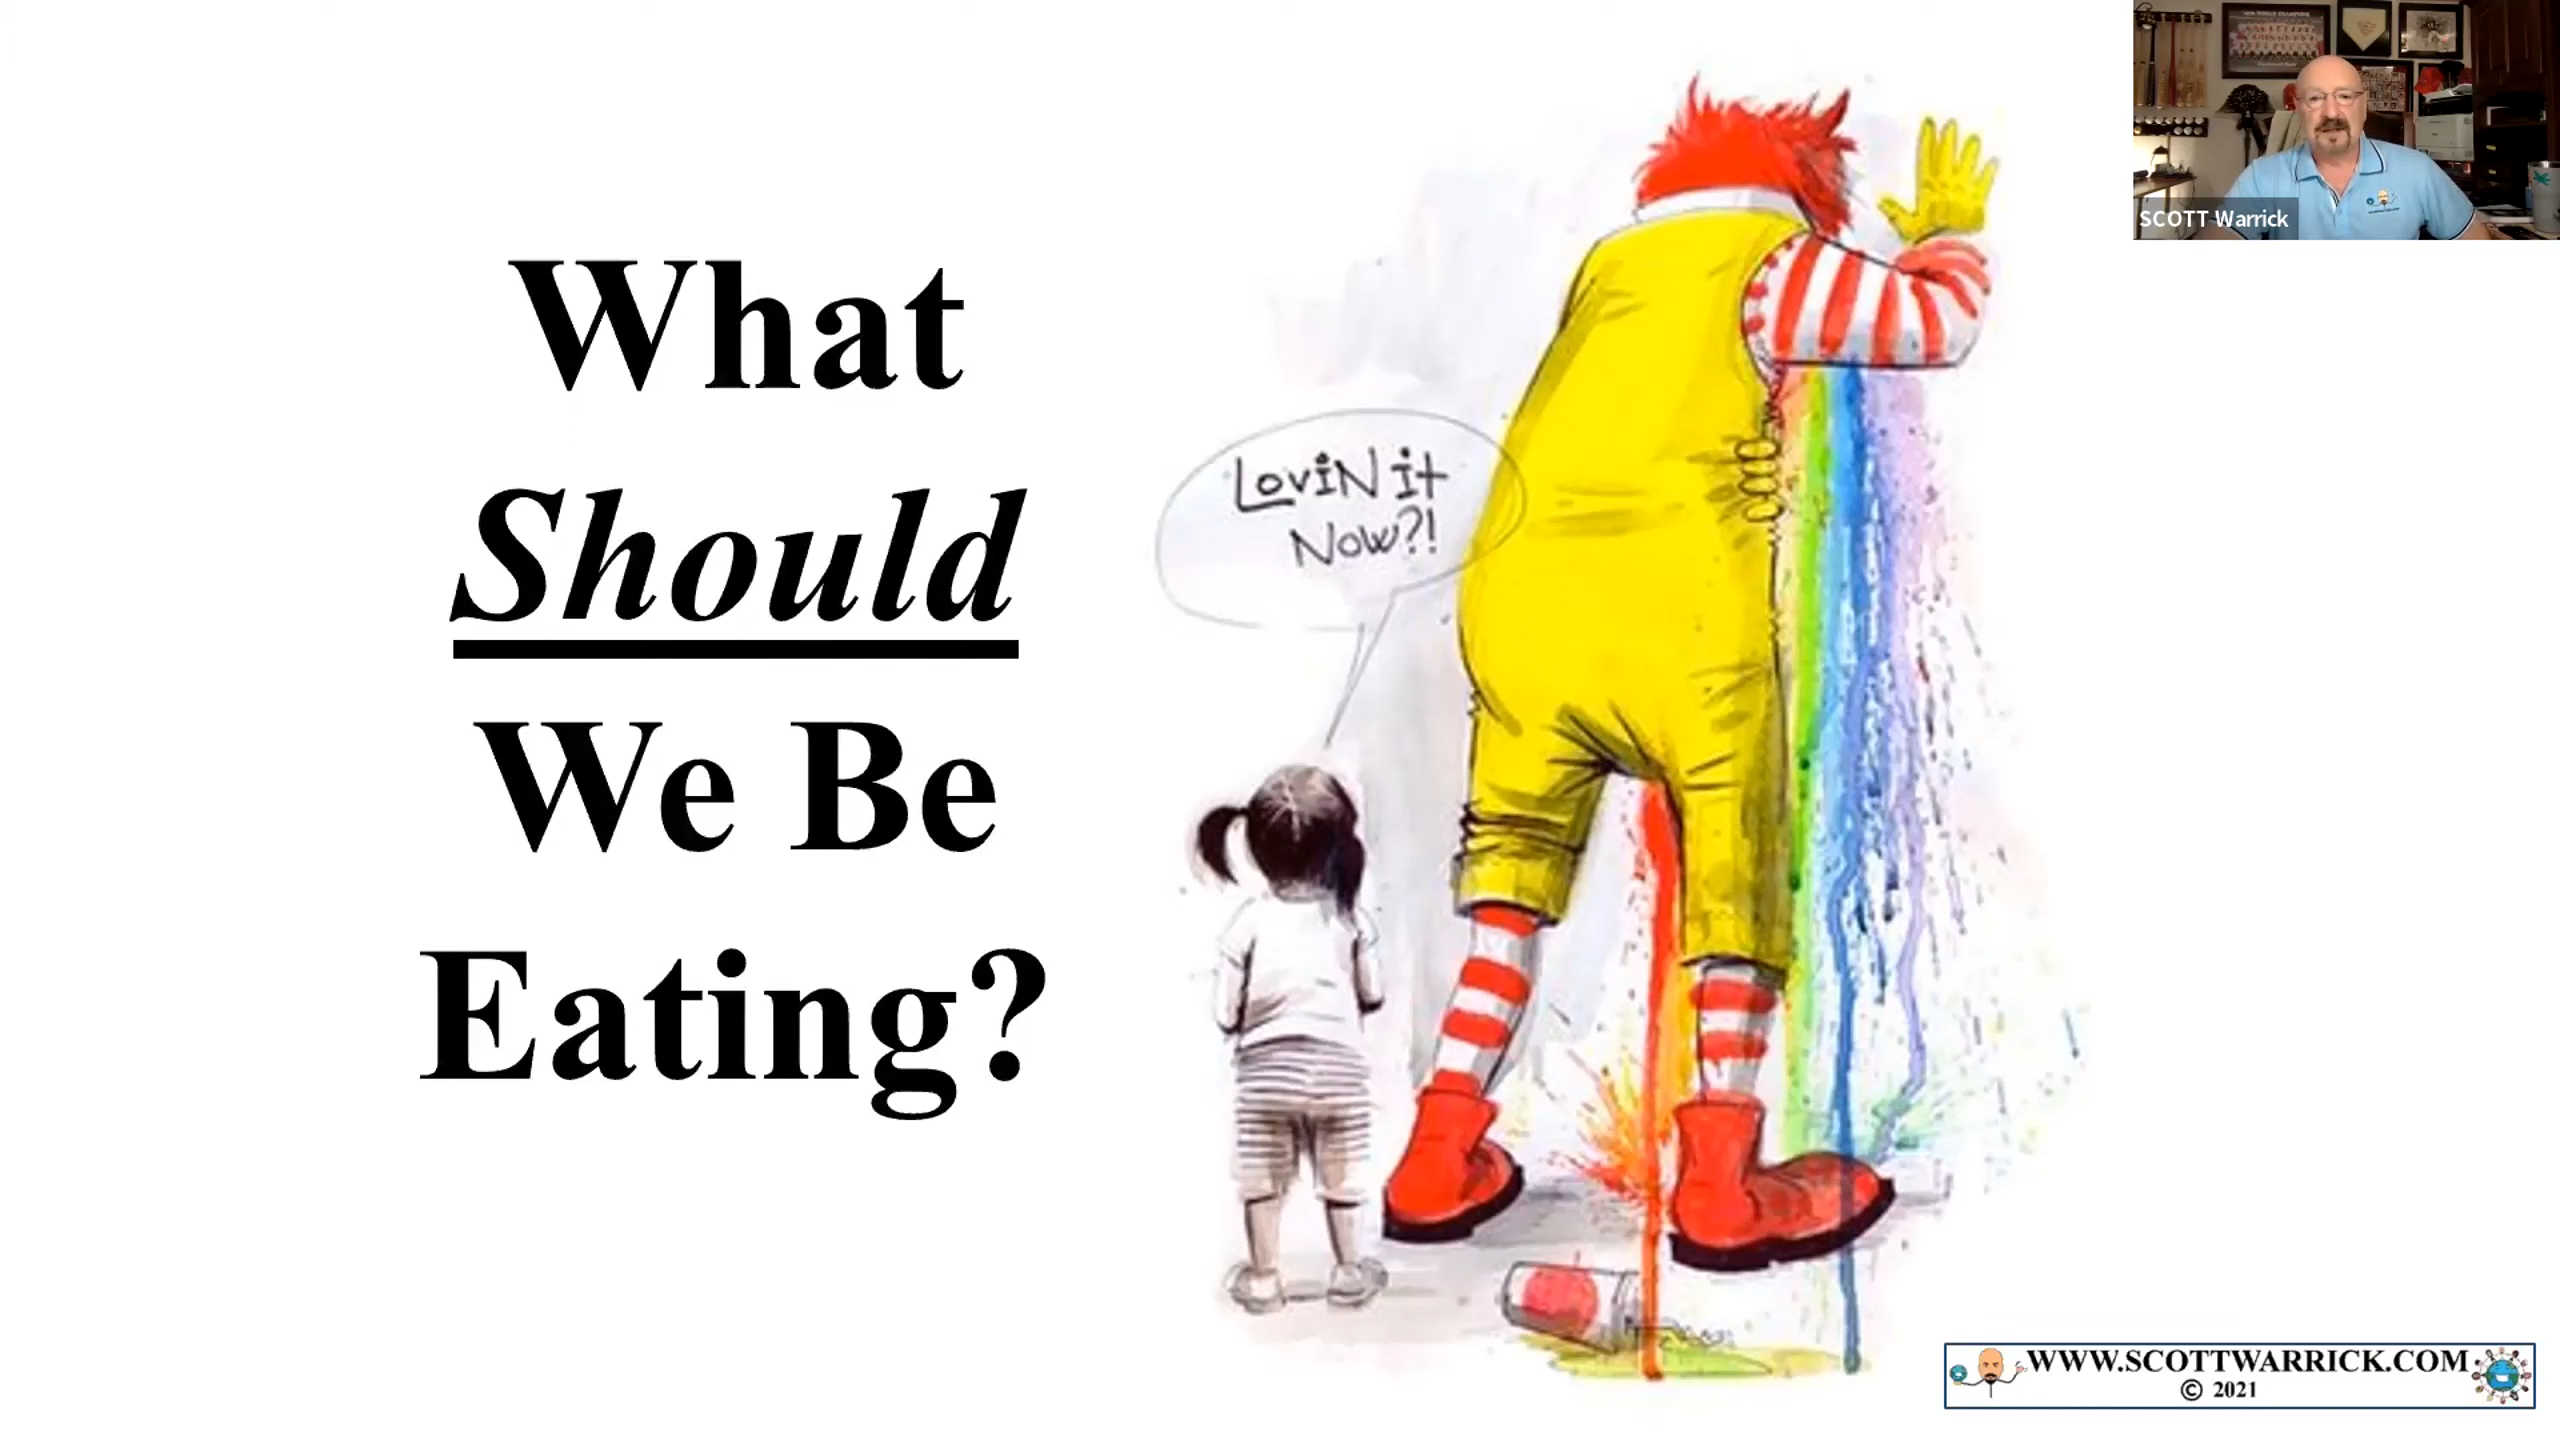 What
Should
We Be
Eating?
LoviN it
Now?!
SCOTT Warrick
WWW.SCOTTWARRICK.COM
© 2021